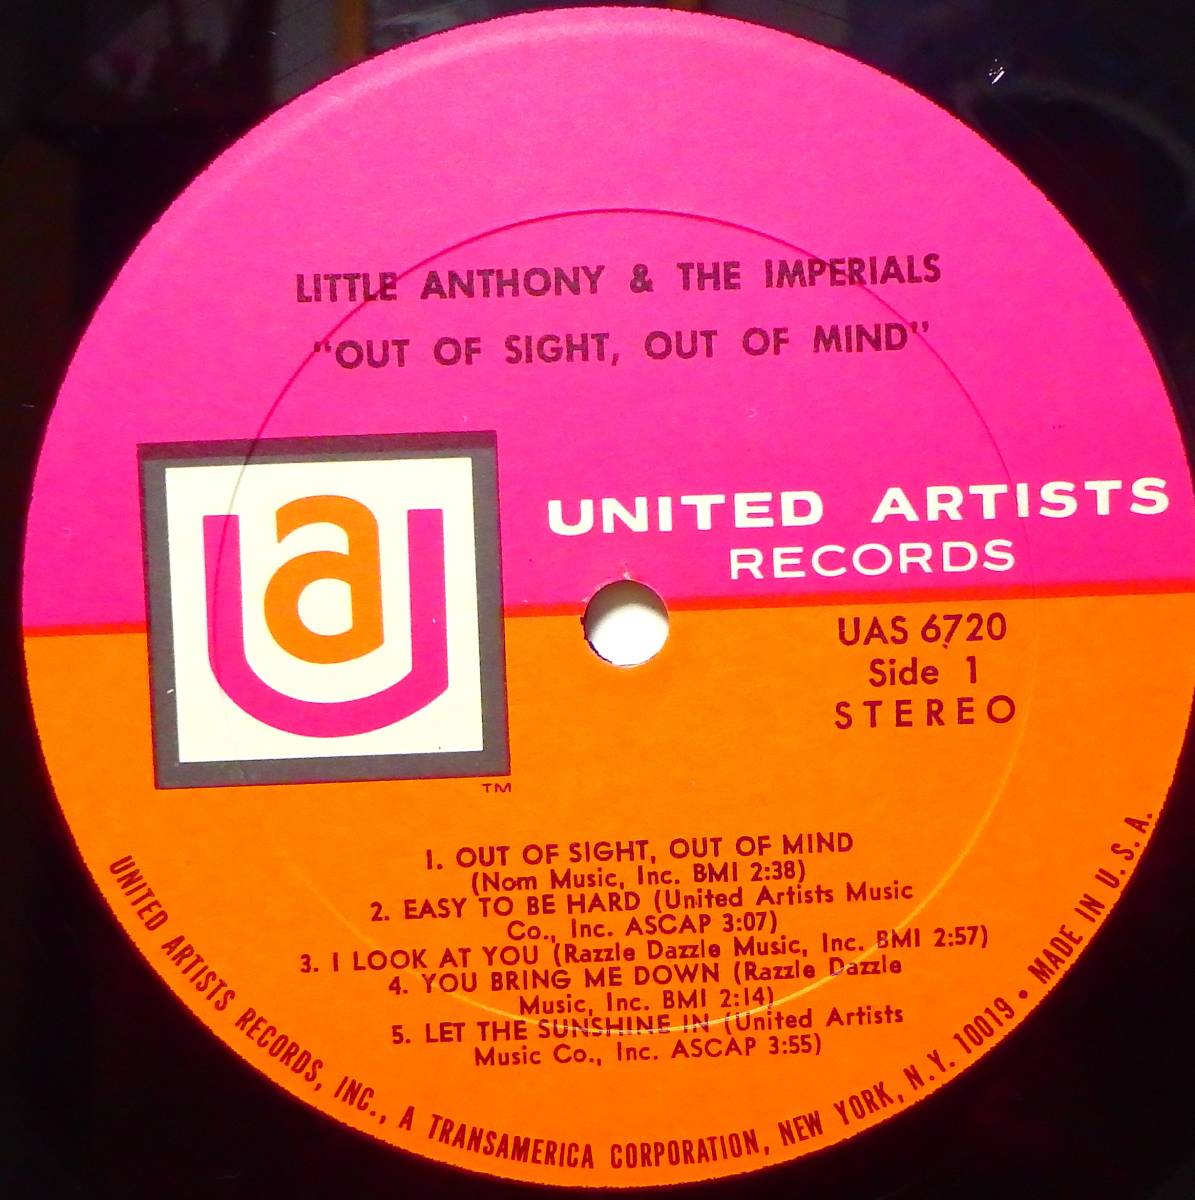 LITTLE ANTHONY & THE IMPERIALS
"OUT OF SIGHT, OUT OF MIND"
ua
TM
UNITED ARTISTS
RECORDS
UAS 6720
Side 1
STEREO
1. OUT OF SIGHT, OUT OF MIND
(Nom Music, Inc. BMI 2:38)
2. EASY TO BE HARD (United Artists Music
Co., Inc. ASCAP 3:07)
3. I LOOK AT YOU (Razzle Dazzle Music, Inc. BMI 2:57)
4. YOU BRING ME DOWN (Razzle Dazzle
Music, Inc. BMI 2:14)
5. LET THE SUNSHINE IN (United Artists
Music Co., Inc. ASCAP 3:55)
UNITED ARTISTS RECORDS, INC., A TRANSAMERICA CORPORATION, NEW YORK, N.Y. 10019 • MADE IN U.S.A.